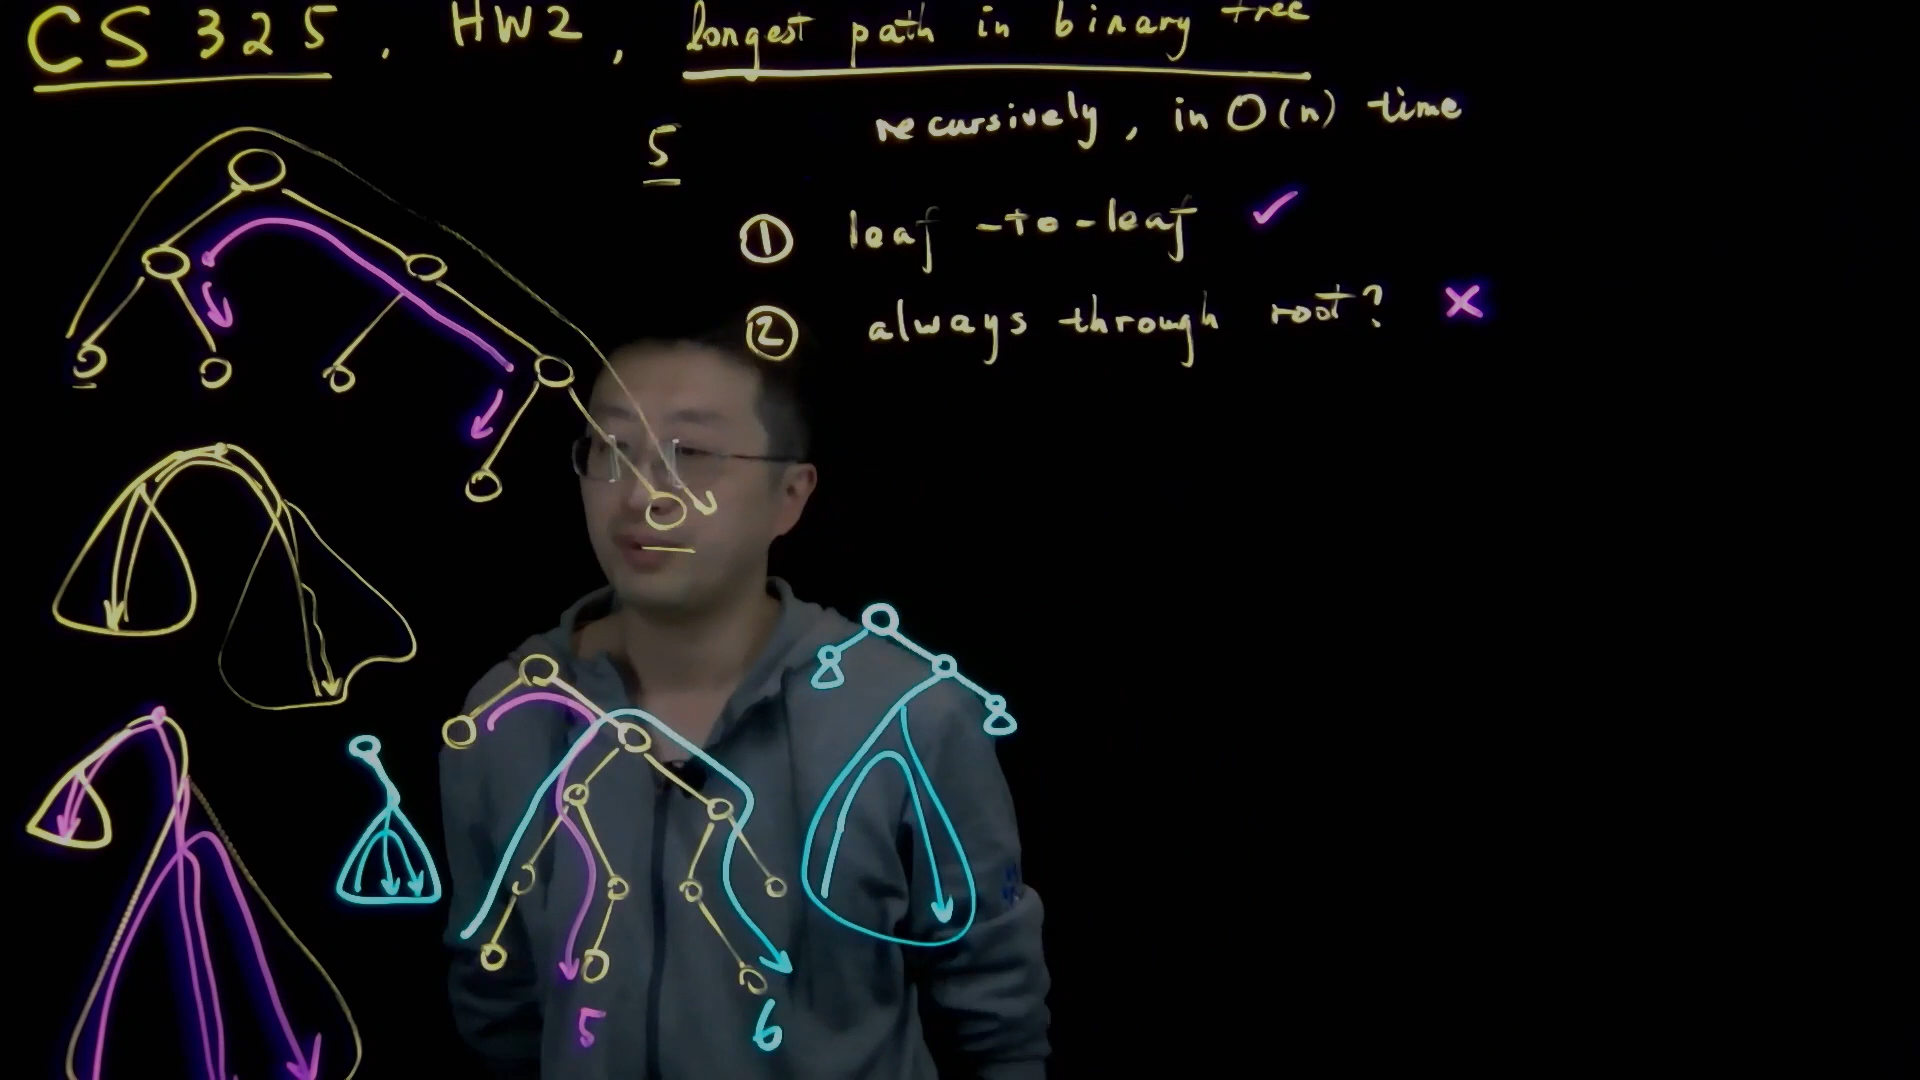 CS 325, HW2, longest path in binary tree
recursively, in O(n) time
5
① leaf-to-leaf ✓
② always through root? ×
5
6